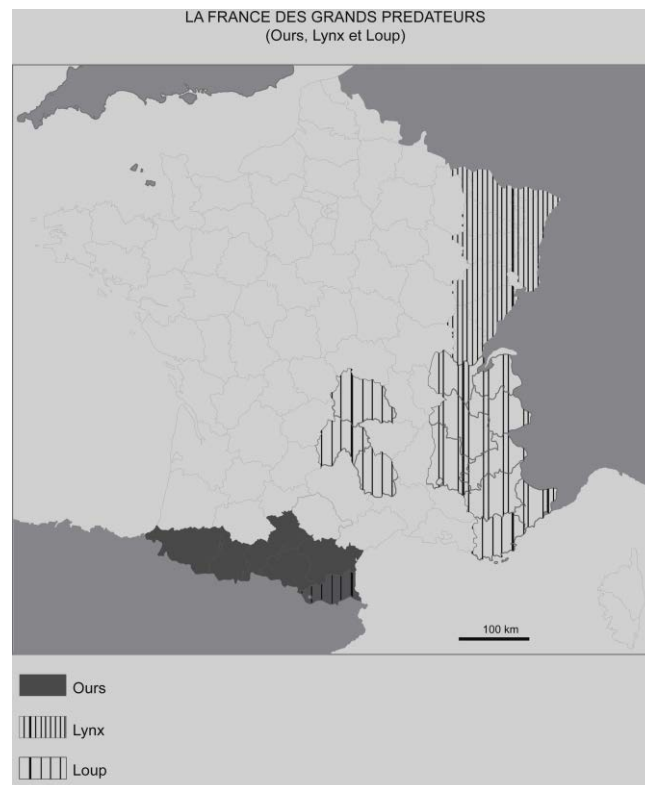 LA FRANCE DES GRANDS PREDATEURS
(Ours, Lynx et Loup)
100 km
Ours
Lynx
Loup